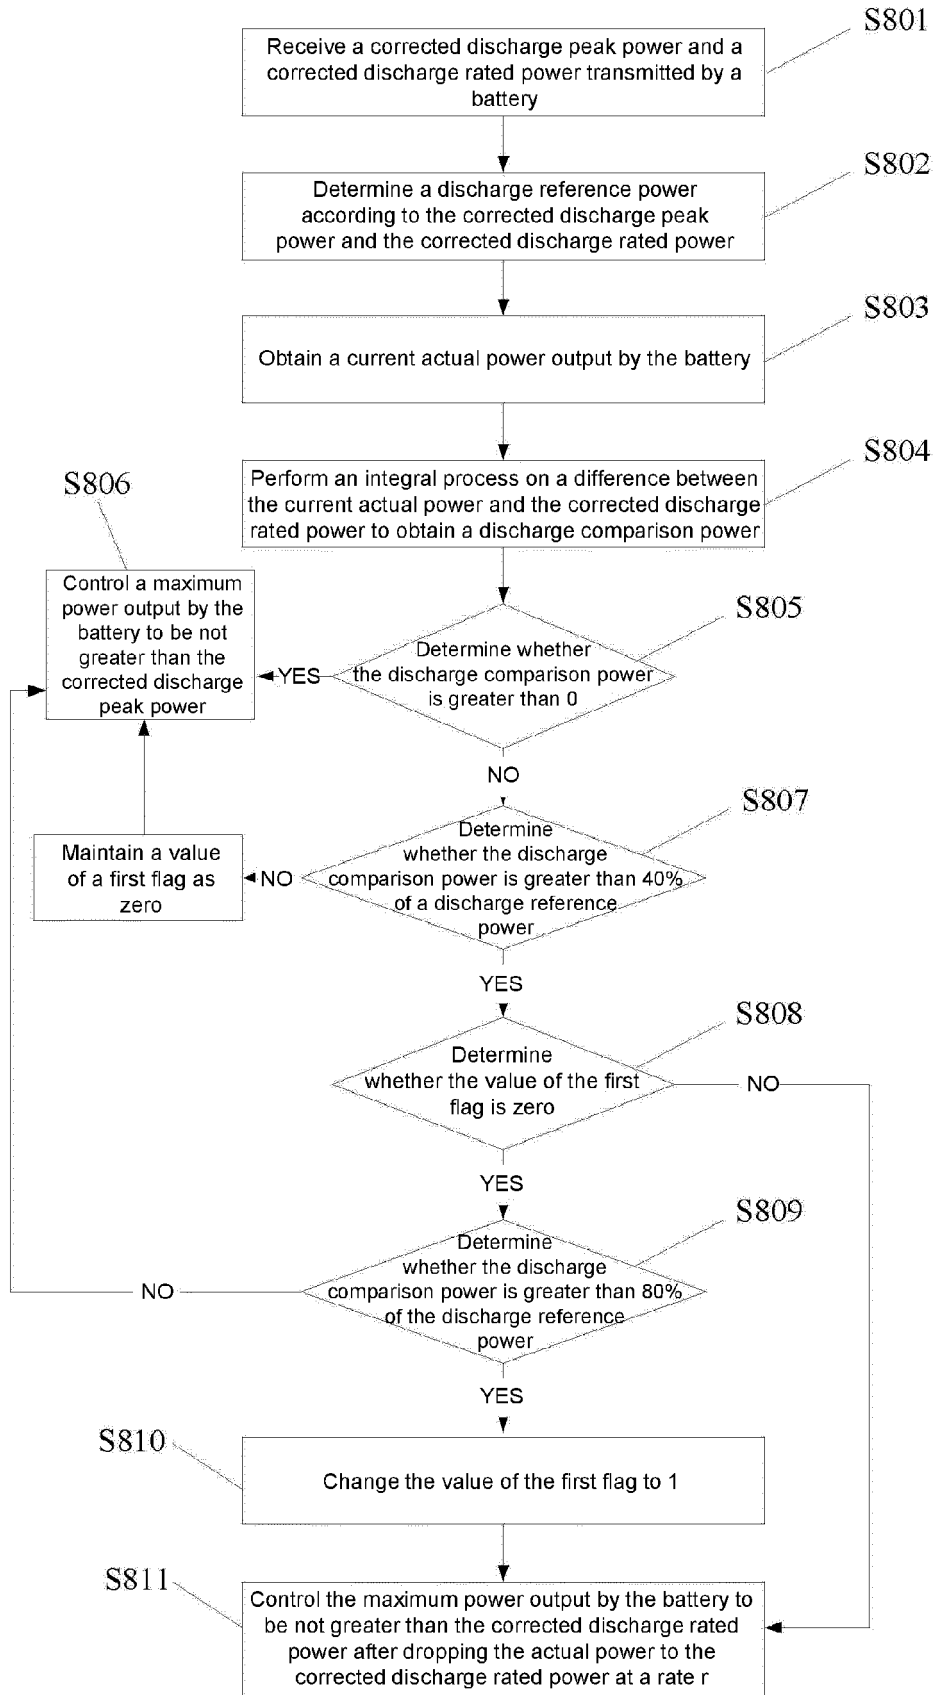 S801
Receive a corrected discharge peak power and a
corrected discharge rated power transmitted by a
battery
S802
Determine a discharge reference power
according to the corrected discharge peak
power and the corrected discharge rated power
S803
Obtain a current actual power output by the battery
S804
Perform an integral process on a difference between
the current actual power and the corrected discharge
rated power to obtain a discharge comparison power
S806
Control a maximum
power output by the
battery to be not
greater than the
corrected discharge
peak power
S805
Determine whether
the discharge comparison power
is greater than 0
YES
NO
S807
Determine
whether the discharge
comparison power is greater than 40%
of a discharge reference
power
NO
Maintain a value
of a first flag as
zero
YES
S808
Determine
whether the value of the first
flag is zero
NO
YES
S809
Determine
whether the discharge
comparison power is greater than 80%
of the discharge reference
power
NO
YES
S810
Change the value of the first flag to 1
S811
Control the maximum power output by the battery to
be not greater than the corrected discharge rated
power after dropping the actual power to the
corrected discharge rated power at a rate r